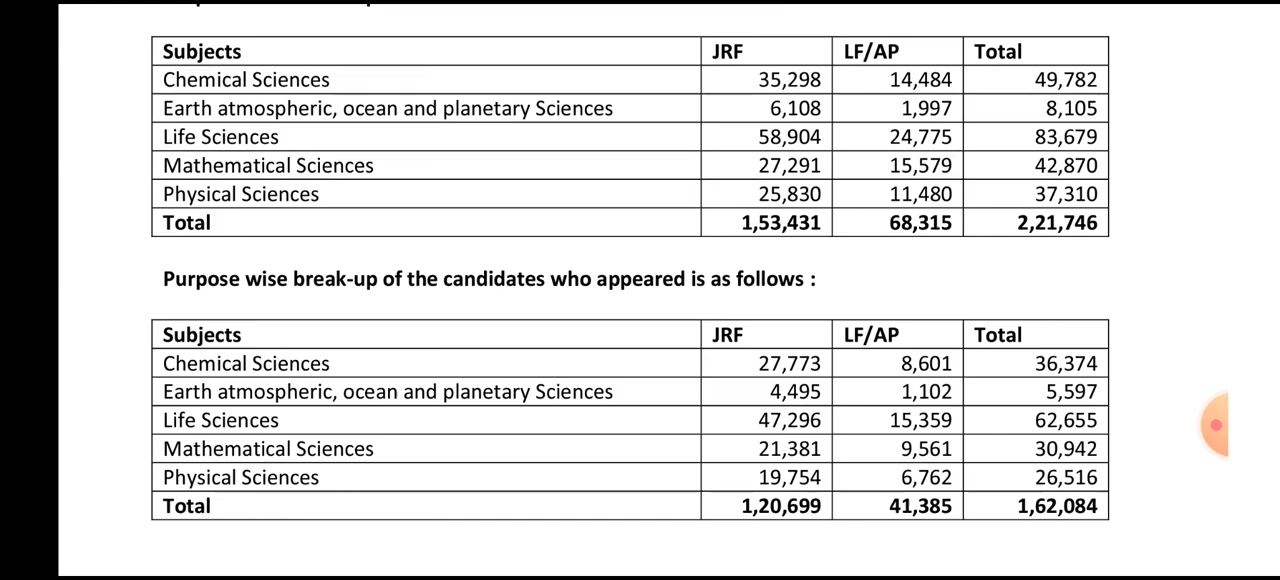 Subjects JRF LF/AP Total
Chemical Sciences 35,298 14,484 49,782
Earth atmospheric, ocean and planetary Sciences 6,108 1,997 8,105
Life Sciences 58,904 24,775 83,679
Mathematical Sciences 27,291 15,579 42,870
Physical Sciences 25,830 11,480 37,310
Total 1,53,431 68,315 2,21,746
Purpose wise break-up of the candidates who appeared is as follows :
Subjects JRF LF/AP Total
Chemical Sciences 27,773 8,601 36,374
Earth atmospheric, ocean and planetary Sciences 4,495 1,102 5,597
Life Sciences 47,296 15,359 62,655
Mathematical Sciences 21,381 9,561 30,942
Physical Sciences 19,754 6,762 26,516
Total 1,20,699 41,385 1,62,084